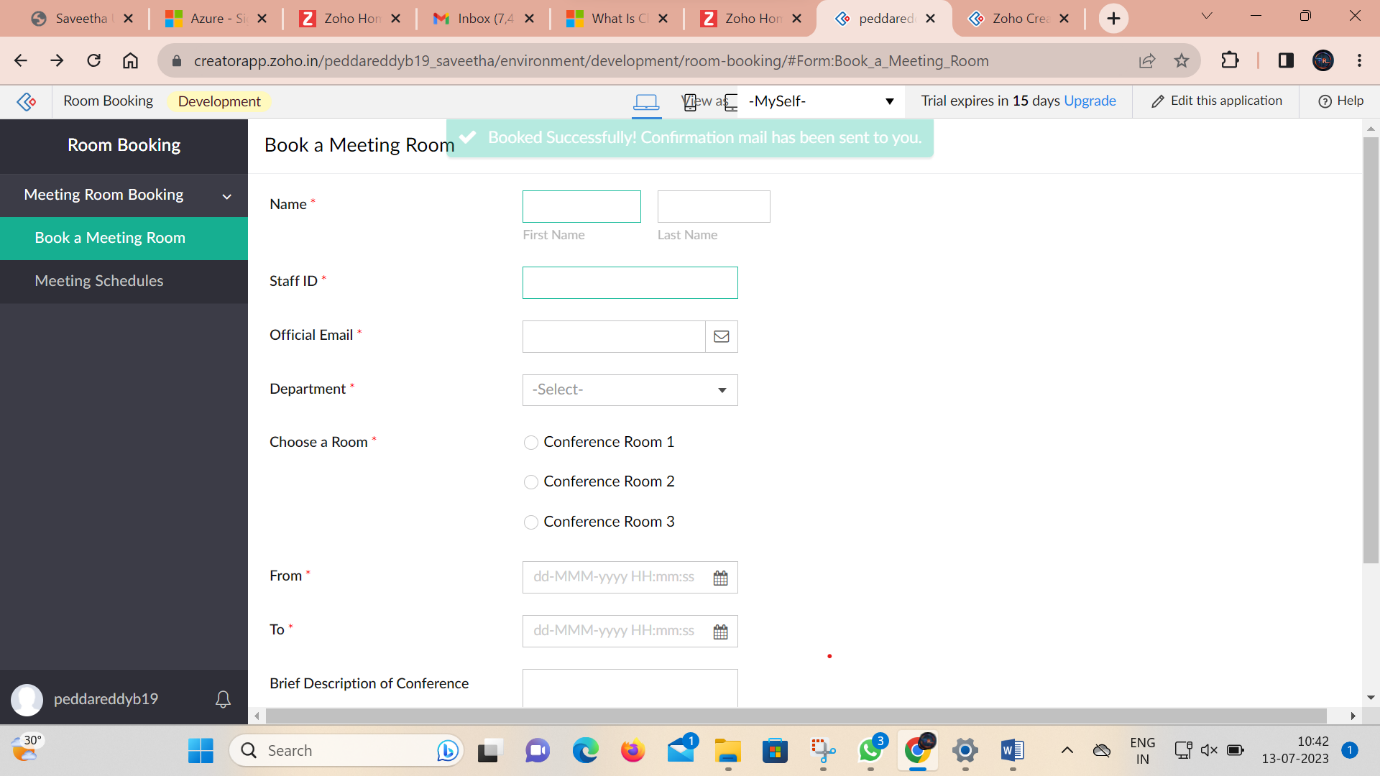 Saveetha
Azure - Si
Zoho Hon
Inbox (7,4
What Is Cl
Zoho Hon
peddared
Zoho Crea
creatorapp.zoho.in/peddareddyb19_saveetha/environment/development/room-booking/#Form:Book_a_Meeting_Room
Room Booking Development View as -MySelf- Trial expires in 15 days Upgrade Edit this application Help
Room Booking
Book a Meeting Room
Booked Successfully! Confirmation mail has been sent to you.
Meeting Room Booking
Book a Meeting Room
Meeting Schedules
Name *
First Name Last Name
Staff ID *
Official Email *
Department * -Select-
Choose a Room * Conference Room 1
Conference Room 2
Conference Room 3
From * dd-MMM-yyyy HH:mm:ss
To * dd-MMM-yyyy HH:mm:ss
Brief Description of Conference
peddareddyb19
30°
Search
1
3
ENG
IN
10:42
13-07-2023
1